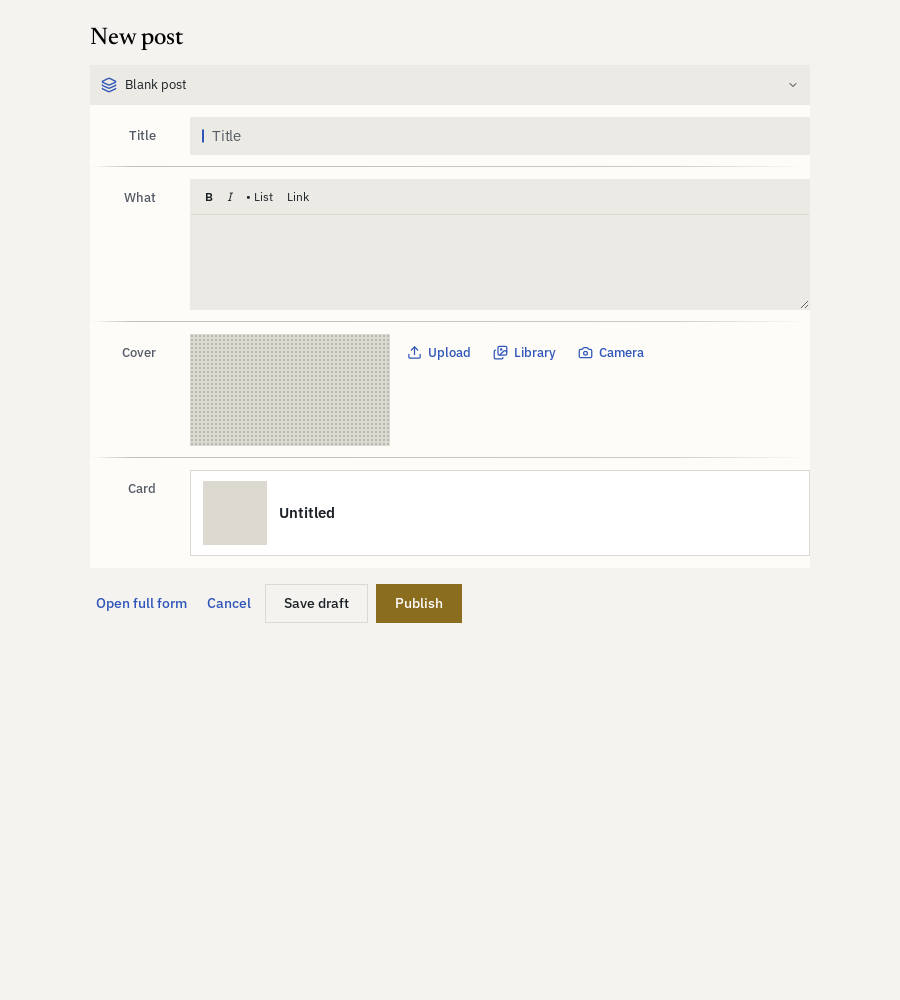 New post
Blank post
Title
Title
What
B I • List Link
Cover
Upload Library Camera
Card
Untitled
Open full form Cancel Save draft Publish